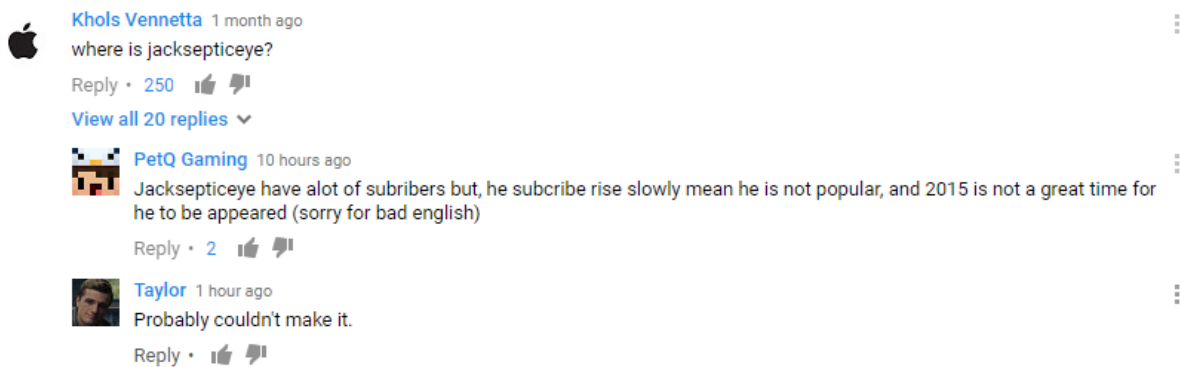 Khols Vennetta 1 month ago
where is jacksepticeye?
Reply • 250
View all 20 replies
PetQ Gaming 10 hours ago
Jacksepticeye have alot of subribers but, he subcribe rise slowly mean he is not popular, and 2015 is not a great time for
he to be appeared (sorry for bad english)
Reply • 2
Taylor 1 hour ago
Probably couldn't make it.
Reply •